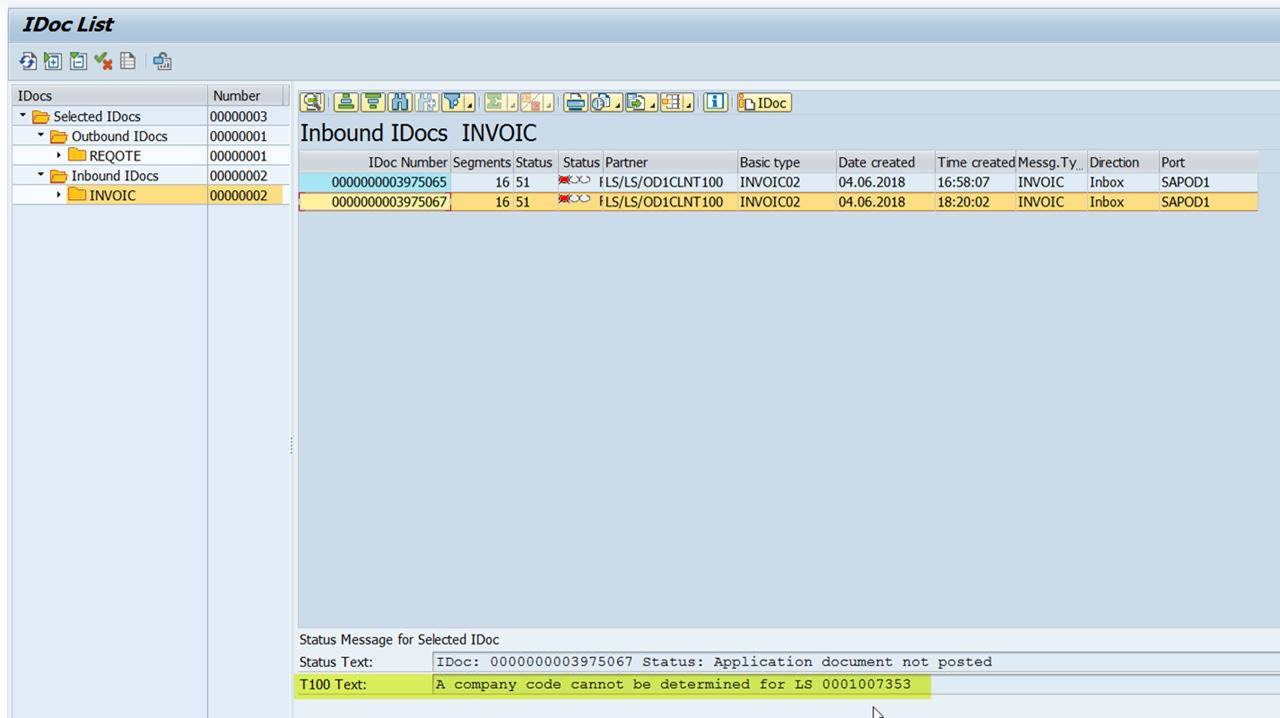 IDoc List
IDocs Number
Selected IDocs 00000003
Outbound IDocs 00000001
REQOTE 00000001
Inbound IDocs 00000002
INVOIC 00000002
IDoc
Inbound IDocs INVOIC
IDoc Number Segments Status Status Partner Basic type Date created Time created Messg.Ty... Direction Port
0000000003975065 16 51 LS/LS/OD1CLNT100 INVOIC02 04.06.2018 16:58:07 INVOIC Inbox SAPOD1
0000000003975067 16 51 LS/LS/OD1CLNT100 INVOIC02 04.06.2018 18:20:02 INVOIC Inbox SAPOD1
Status Message for Selected IDoc
Status Text: IDoc: 0000000003975067 Status: Application document not posted
T100 Text: A company code cannot be determined for LS 0001007353